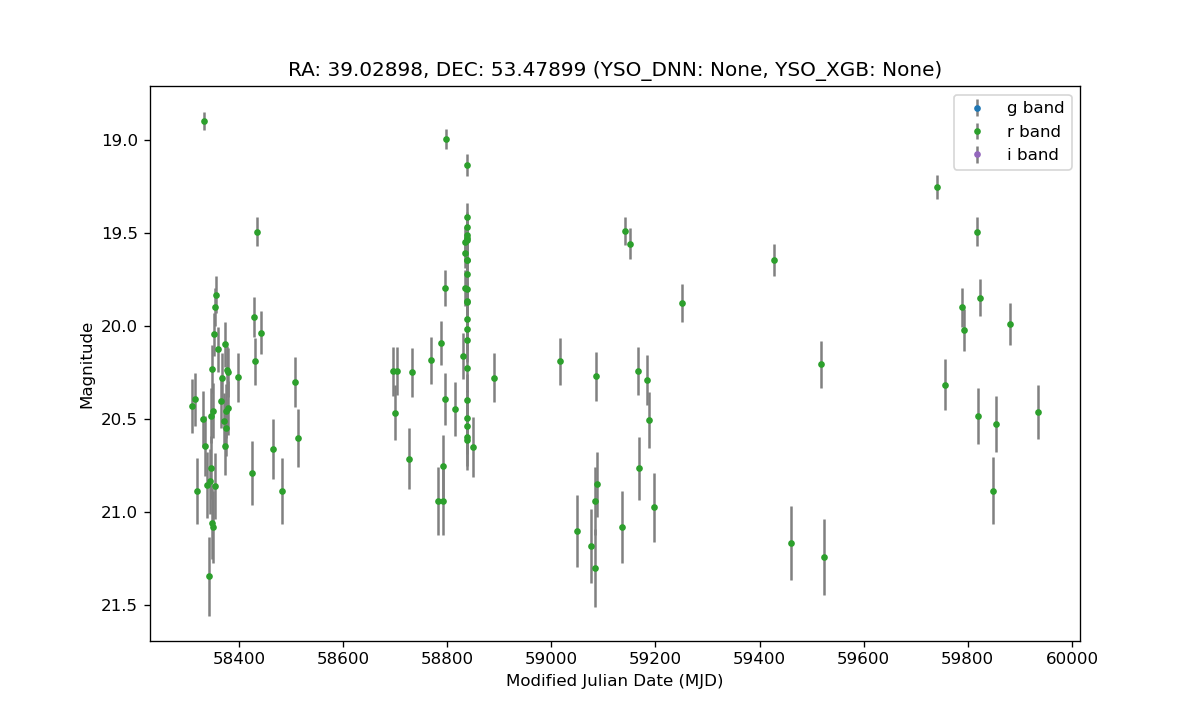 RA: 39.02898, DEC: 53.47899 (YSO_DNN: None, YSO_XGB: None)
g band
r band
i band
19.0
19.5
20.0
20.5
21.0
21.5
Magnitude
58400 58600 58800 59000 59200 59400 59600 59800 60000
Modified Julian Date (MJD)